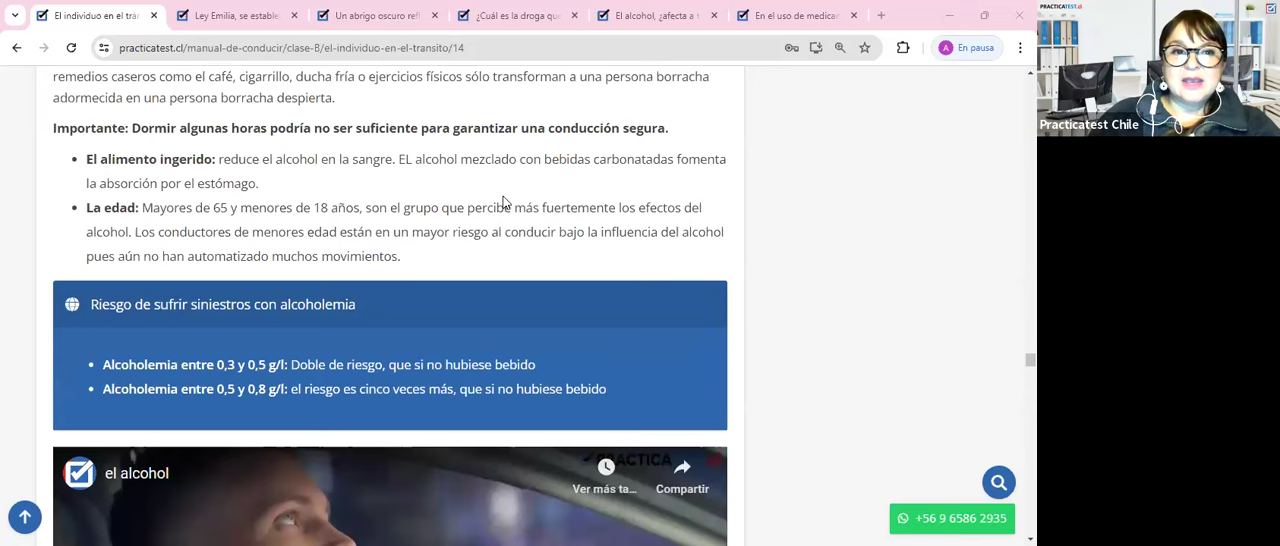 El individuo en el trán
Ley Emilia, se estable
Un abrigo oscuro refl
¿Cuál es la droga que
El alcohol, ¿afecta a t
En el uso de medicar
practicatest.cl/manual-de-conducir/clase-B/el-individuo-en-el-transito/14
A En pausa
remedios caseros como el café, cigarrillo, ducha fría o ejercicios físicos sólo transforman a una persona borracha
adormecida en una persona borracha despierta.
Importante: Dormir algunas horas podría no ser suficiente para garantizar una conducción segura.
El alimento ingerido: reduce el alcohol en la sangre. EL alcohol mezclado con bebidas carbonatadas fomenta
la absorción por el estómago.
La edad: Mayores de 65 y menores de 18 años, son el grupo que percibe más fuertemente los efectos del
alcohol. Los conductores de menores edad están en un mayor riesgo al conducir bajo la influencia del alcohol
pues aún no han automatizado muchos movimientos.
Riesgo de sufrir siniestros con alcoholemia
Alcoholemia entre 0,3 y 0,5 g/l: Doble de riesgo, que si no hubiese bebido
Alcoholemia entre 0,5 y 0,8 g/l: el riesgo es cinco veces más, que si no hubiese bebido
el alcohol
PRACTICA
Ver más ta...
Compartir
+56 9 6586 2935
PRACTICATEST.CL
Practicatest Chile